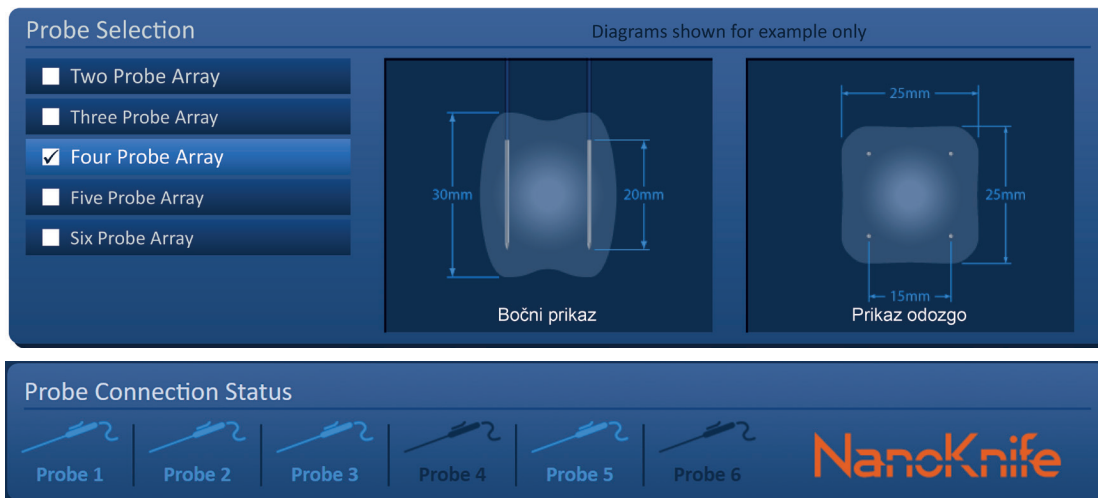 Probe Selection
Diagrams shown for example only
Two Probe Array
Three Probe Array
Four Probe Array
Five Probe Array
Six Probe Array
30mm
20mm
Bočni prikaz
25mm
25mm
15mm
Prikaz odozgo
Probe Connection Status
Probe 1
Probe 2
Probe 3
Probe 4
Probe 5
Probe 6
NanoKnife